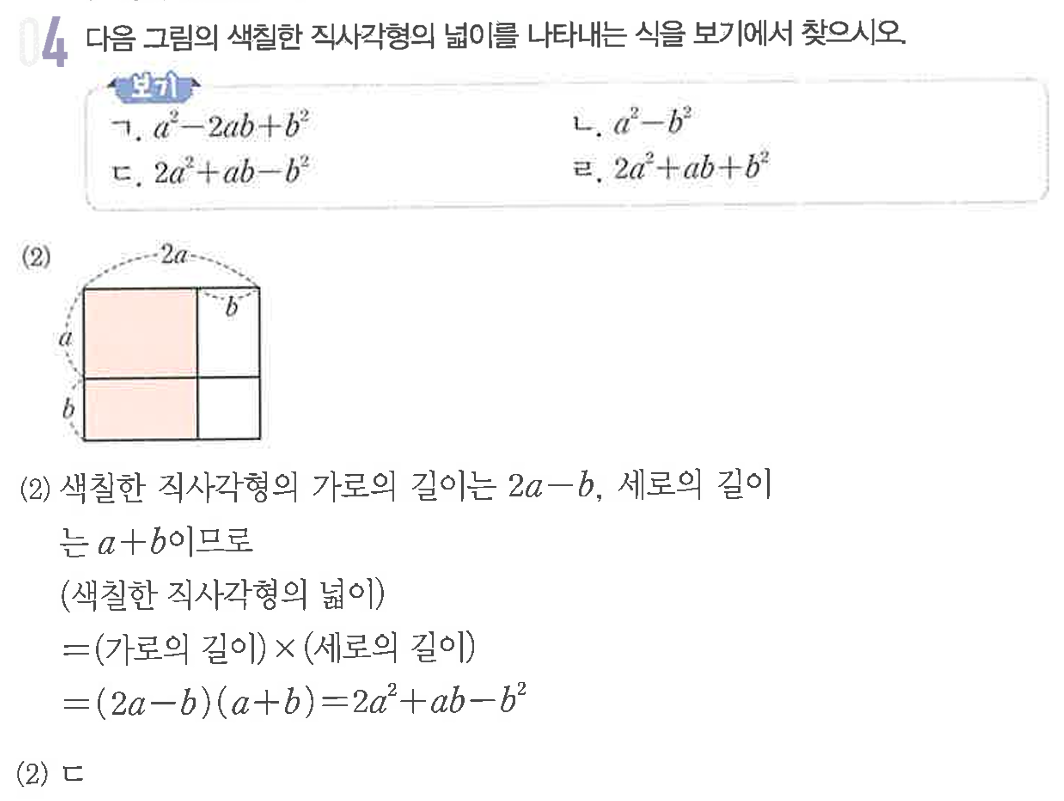 04 다음 그림의 색칠한 직사각형의 넓이를 나타내는 식을 보기에서 찾으시오.
보기
ㄱ. a²-2ab+b² ㄴ. a²-b²
ㄷ. 2a²+ab-b² ㄹ. 2a²+ab+b²
(2)
2a
b
a
b
(2) 색칠한 직사각형의 가로의 길이는 2a-b, 세로의 길이
는 a+b이므로
(색칠한 직사각형의 넓이)
=(가로의 길이)×(세로의 길이)
=(2a-b)(a+b)=2a²+ab-b²
(2) ㄷ